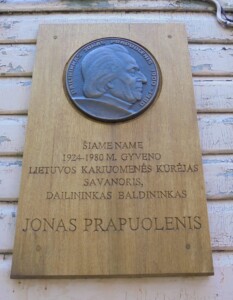 ŠIAME NAME
1924-1980 M. GYVENO
LIETUVOS KARIUOMENĖS KŪRĖJAS
SAVANORIS,
DAILININKAS BALDININKAS
JONAS PRAPUOLENIS